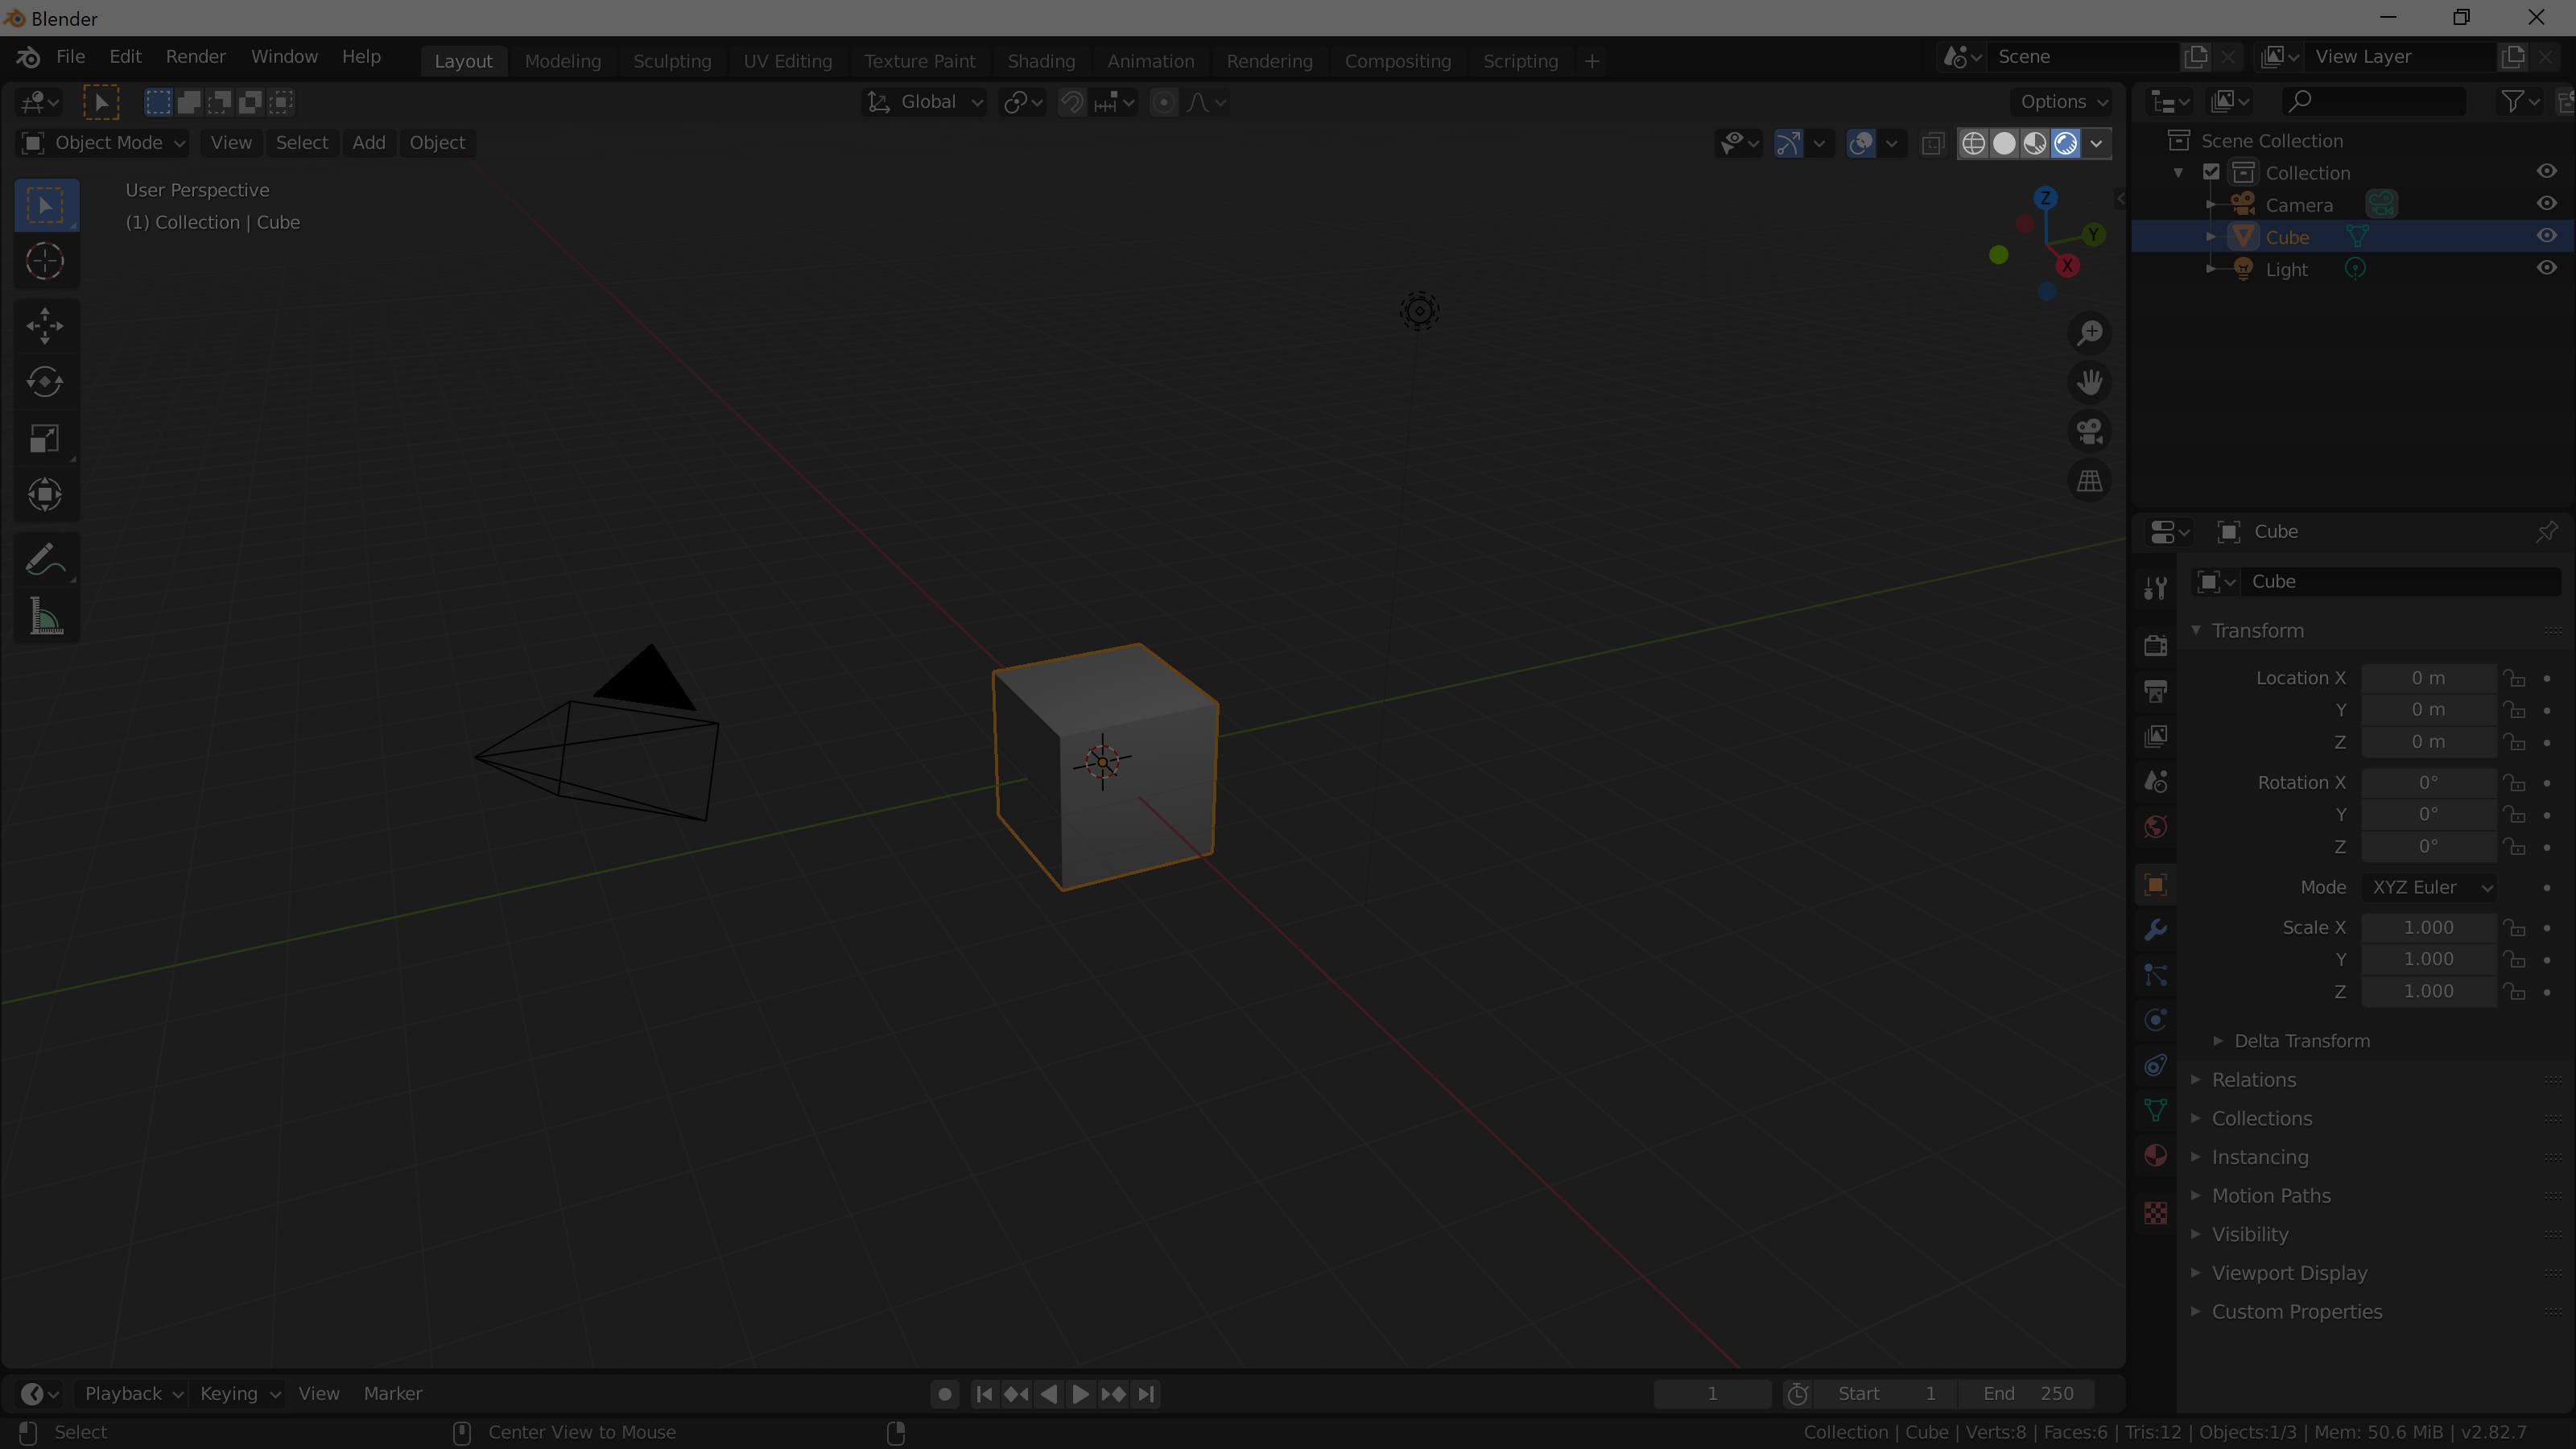 Blender
File Edit Render Window Help Layout Modeling Sculpting UV Editing Texture Paint Shading Animation Rendering Compositing Scripting + Scene View Layer
Global Options
Object Mode View Select Add Object
User Perspective
(1) Collection | Cube
Z
Y
X
Scene Collection
Collection
Camera
Cube
Light
Cube
Cube
Transform
Location X 0 m
Y 0 m
Z 0 m
Rotation X 0°
Y 0°
Z 0°
Mode XYZ Euler
Scale X 1.000
Y 1.000
Z 1.000
Delta Transform
Relations
Collections
Instancing
Motion Paths
Visibility
Viewport Display
Custom Properties
Playback Keying View Marker 1 Start 1 End 250
Select Center View to Mouse Collection | Cube | Verts:8 | Faces:6 | Tris:12 | Objects:1/3 | Mem: 50.6 MiB | v2.82.7